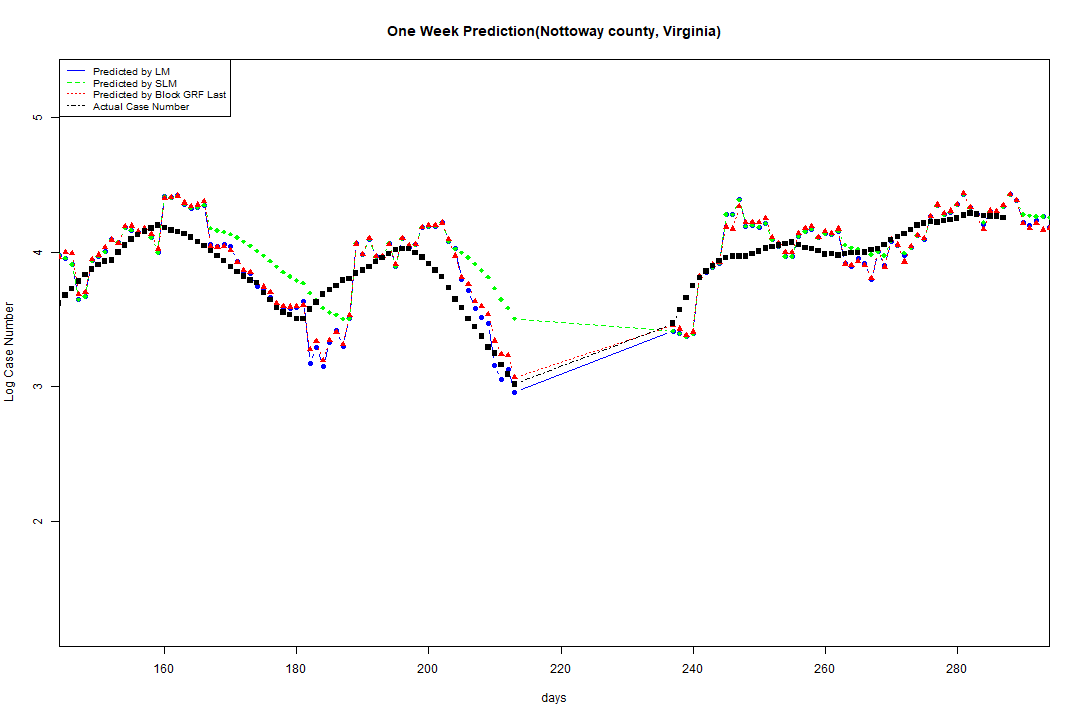 One Week Prediction(Nottoway county, Virginia)
Predicted by LM
Predicted by SLM
Predicted by Block GRF Last
Actual Case Number
5
4
3
2
Log Case Number
160 180 200 220 240 260 280
days